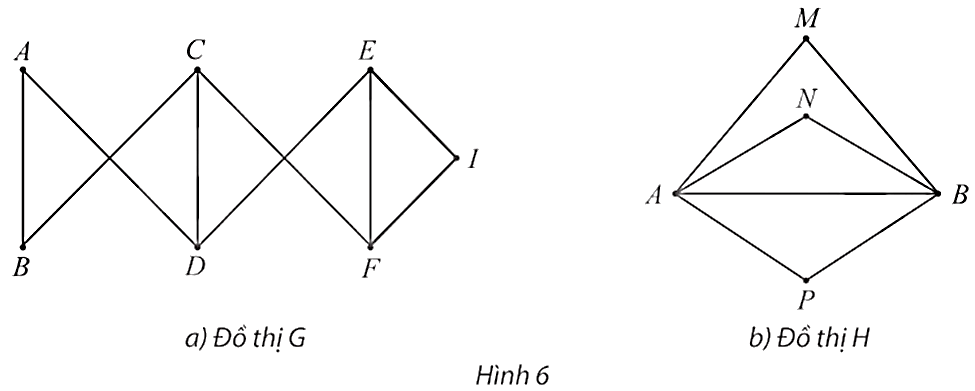 M
A C E
N
I
A B
B D F
P
a) Đồ thị G b) Đồ thị H
Hình 6